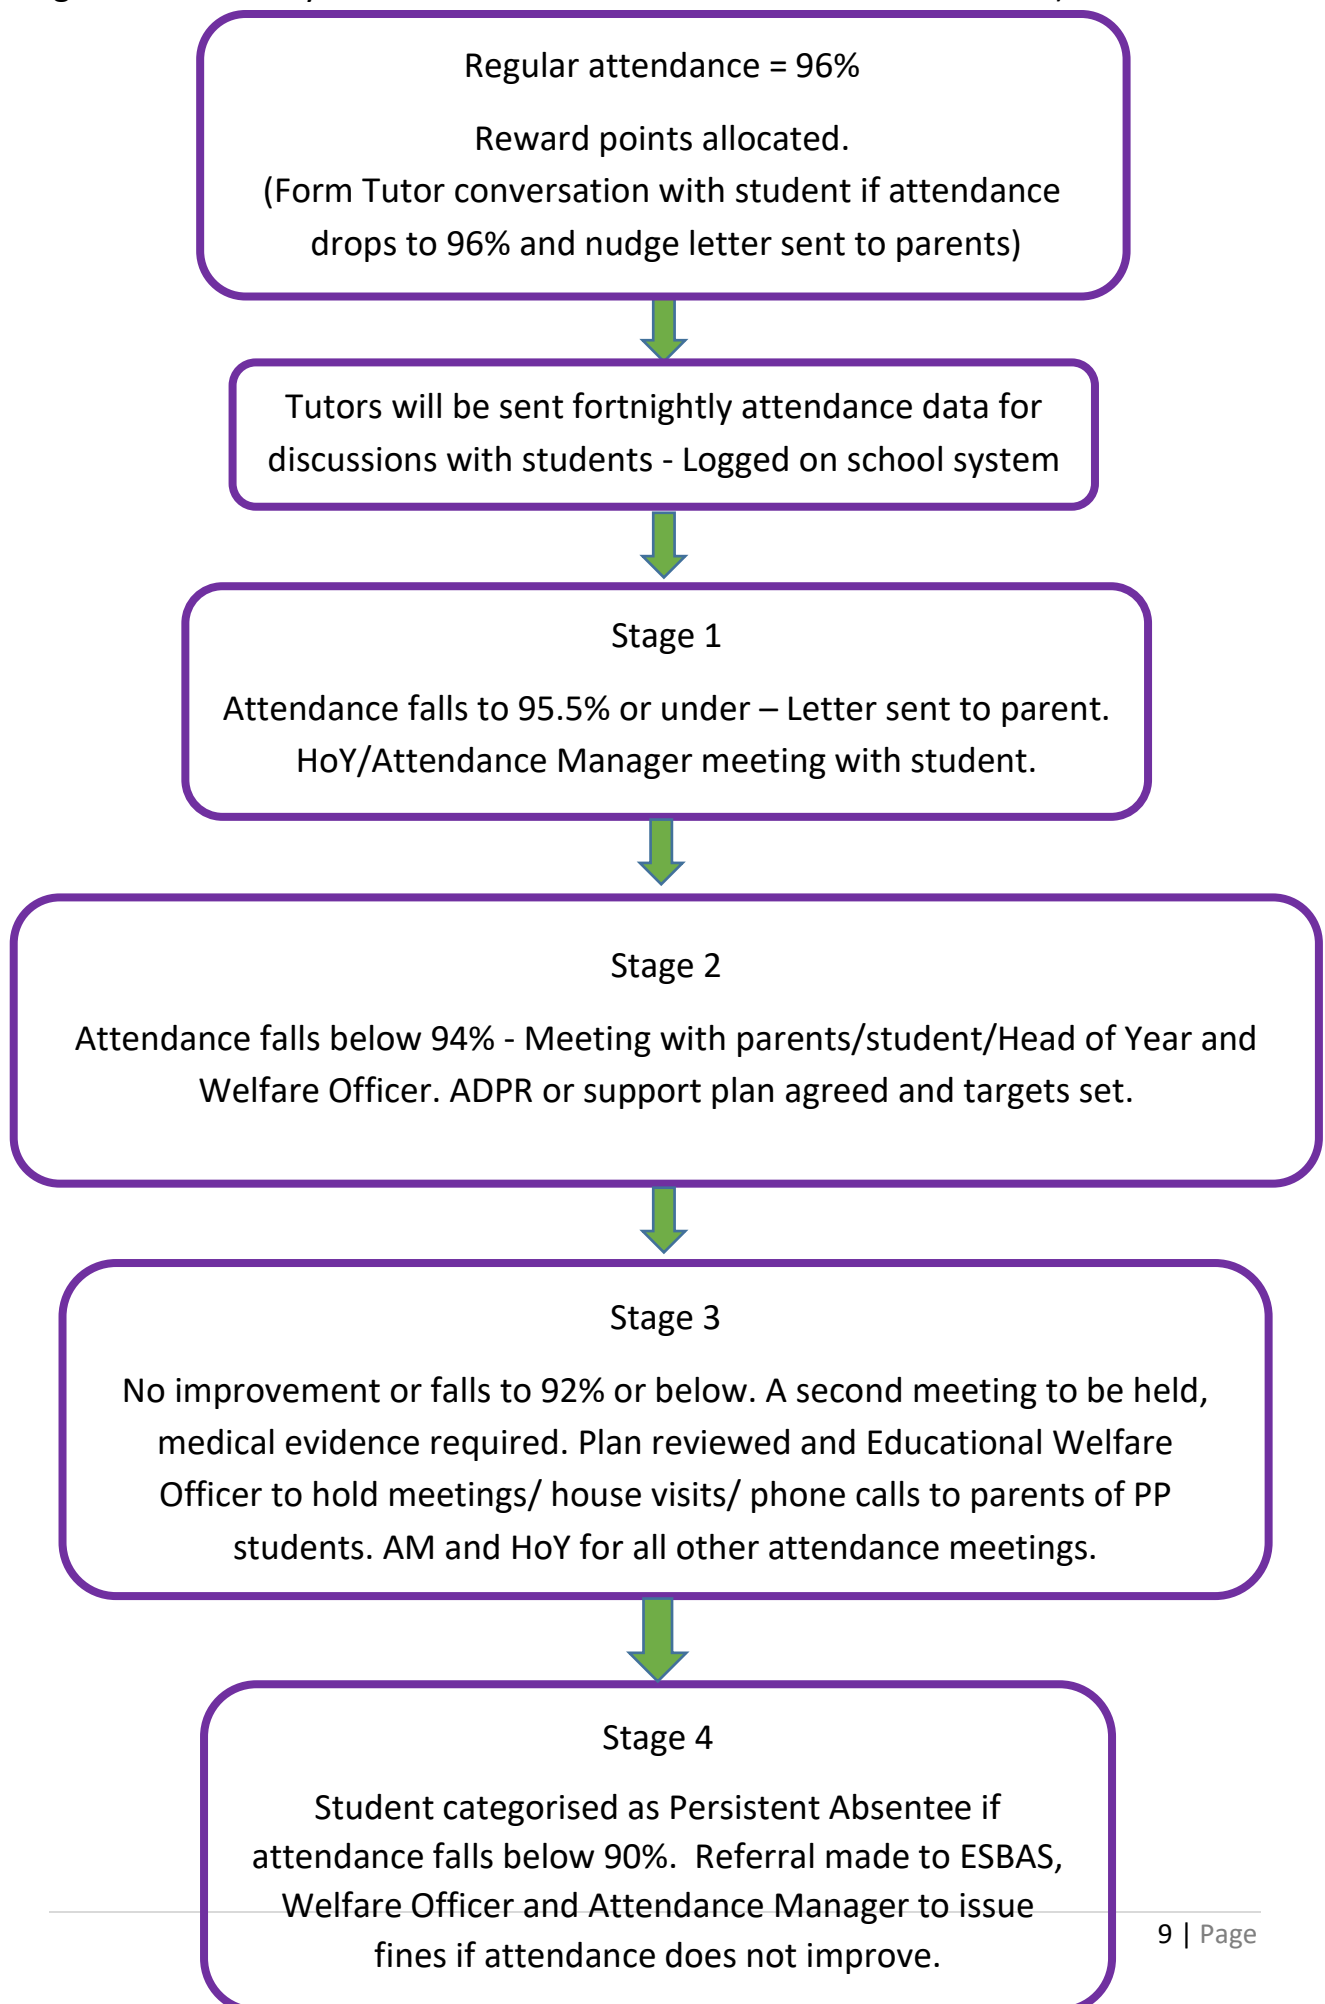 Regular attendance = 96%
Reward points allocated.
(Form Tutor conversation with student if attendance
drops to 96% and nudge letter sent to parents)
Tutors will be sent fortnightly attendance data for
discussions with students - Logged on school system
Stage 1
Attendance falls to 95.5% or under – Letter sent to parent.
HoY/Attendance Manager meeting with student.
Stage 2
Attendance falls below 94% - Meeting with parents/student/Head of Year and
Welfare Officer. ADPR or support plan agreed and targets set.
Stage 3
No improvement or falls to 92% or below. A second meeting to be held,
medical evidence required. Plan reviewed and Educational Welfare
Officer to hold meetings/ house visits/ phone calls to parents of PP
students. AM and HoY for all other attendance meetings.
Stage 4
Student categorised as Persistent Absentee if
attendance falls below 90%.  Referral made to ESBAS,
Welfare Officer and Attendance Manager to issue
fines if attendance does not improve.
9 | Page